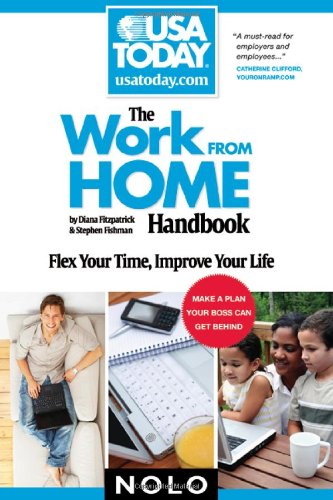 USA
TODAY
usatoday.com
"A must-read for
employers and
employees..."
CATHERINE CLIFFORD,
YOURONRAMP.COM
The
Work FROM
HOME
by Diana Fitzpatrick
& Stephen Fishman
Handbook
Flex Your Time, Improve Your Life
MAKE A PLAN
YOUR BOSS CAN
GET BEHIND
NOLO